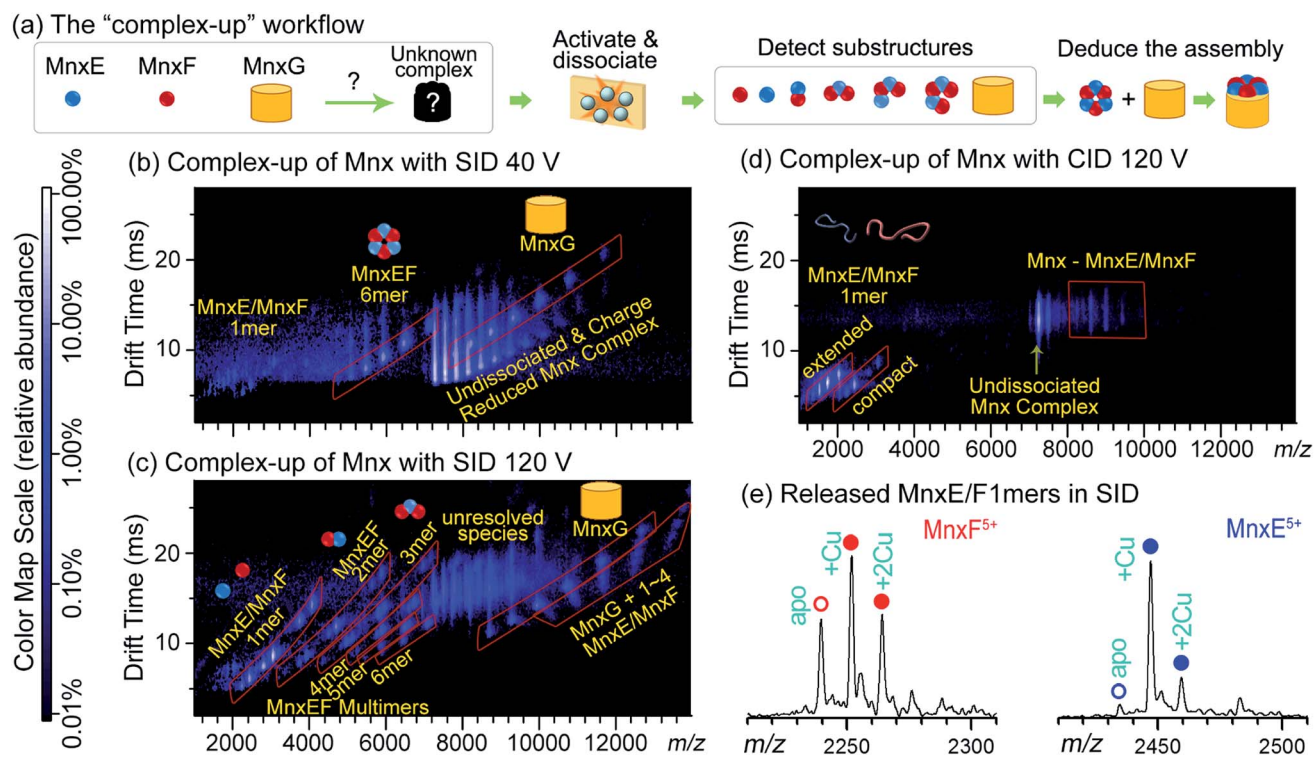 (a) The “complex-up” workflow
MnxE
MnxF
MnxG
?
Unknown
complex
?
Activate &
dissociate
Detect substructures
Deduce the assembly
+
Color Map Scale (relative abundance)
100.00%
10.00%
1.00%
0.10%
0.01%
(b) Complex-up of Mnx with SID 40 V
Drift Time (ms)
20
10
MnxE/MnxF
1mer
MnxEF
6mer
MnxG
Undissociated & Charge
Reduced Mnx Complex
2000 4000 6000 8000 10000 12000 m/z
(c) Complex-up of Mnx with SID 120 V
Drift Time (ms)
20
10
MnxE/MnxF
1mer
MnxEF
2mer
3mer
4mer
5mer
6mer
MnxEF Multimers
unresolved
species
MnxG
MnxG + 1~4
MnxE/MnxF
2000 4000 6000 8000 10000 12000 m/z
(d) Complex-up of Mnx with CID 120 V
Drift Time (ms)
20
10
MnxE/MnxF
1mer
extended
compact
Mnx - MnxE/MnxF
Undissociated
Mnx Complex
2000 4000 6000 8000 10000 12000 m/z
(e) Released MnxE/F1mers in SID
MnxF5+
apo
+Cu
+2Cu
m/z 2250 2300
MnxE5+
apo
+Cu
+2Cu
m/z 2450 2500